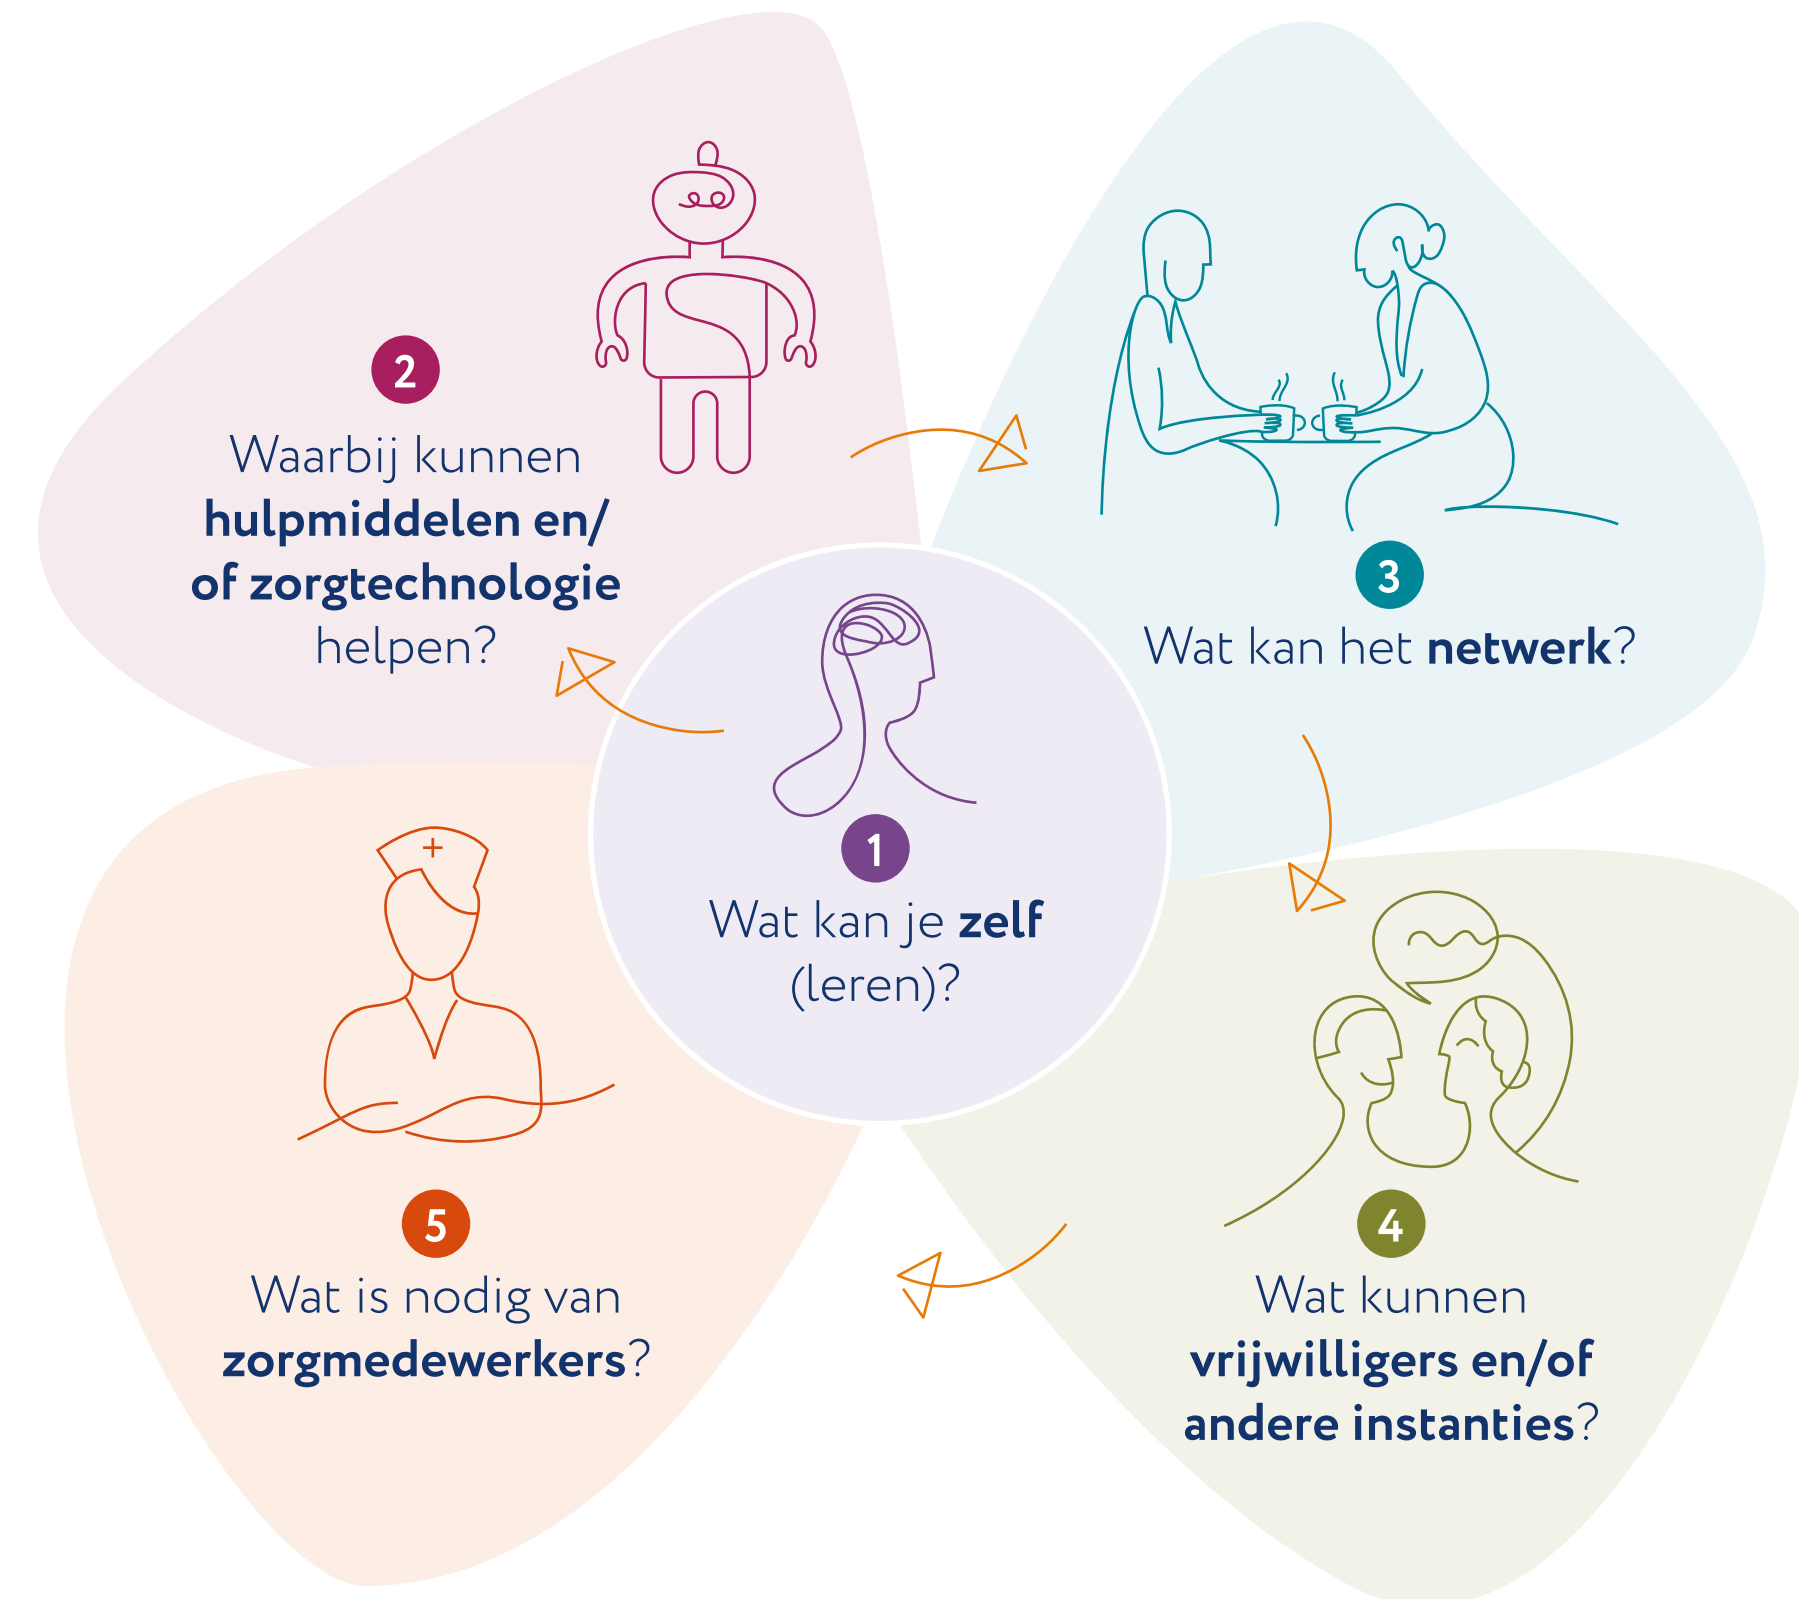 1
Wat kan je zelf
(leren)?
2
Waarbij kunnen
hulpmiddelen en/
of zorgtechnologie
helpen?
3
Wat kan het netwerk?
4
Wat kunnen
vrijwilligers en/of
andere instanties?
5
Wat is nodig van
zorgmedewerkers?